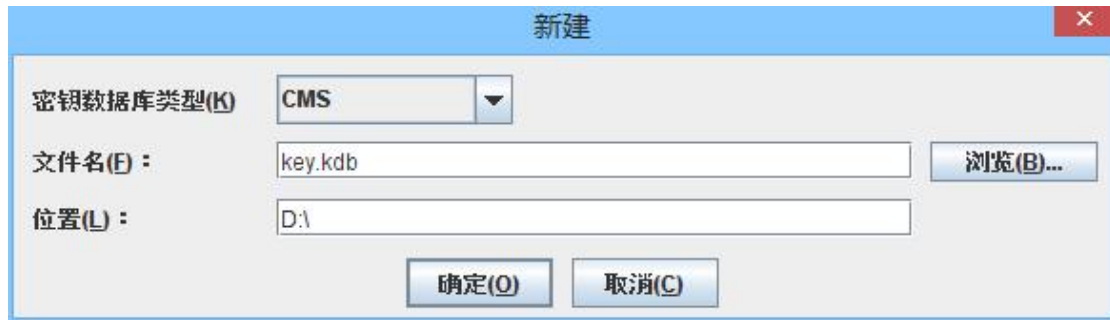 新建
密钥数据库类型(K) CMS
文件名(F)： key.kdb 浏览(B)...
位置(L)： D:\
确定(O) 取消(C)